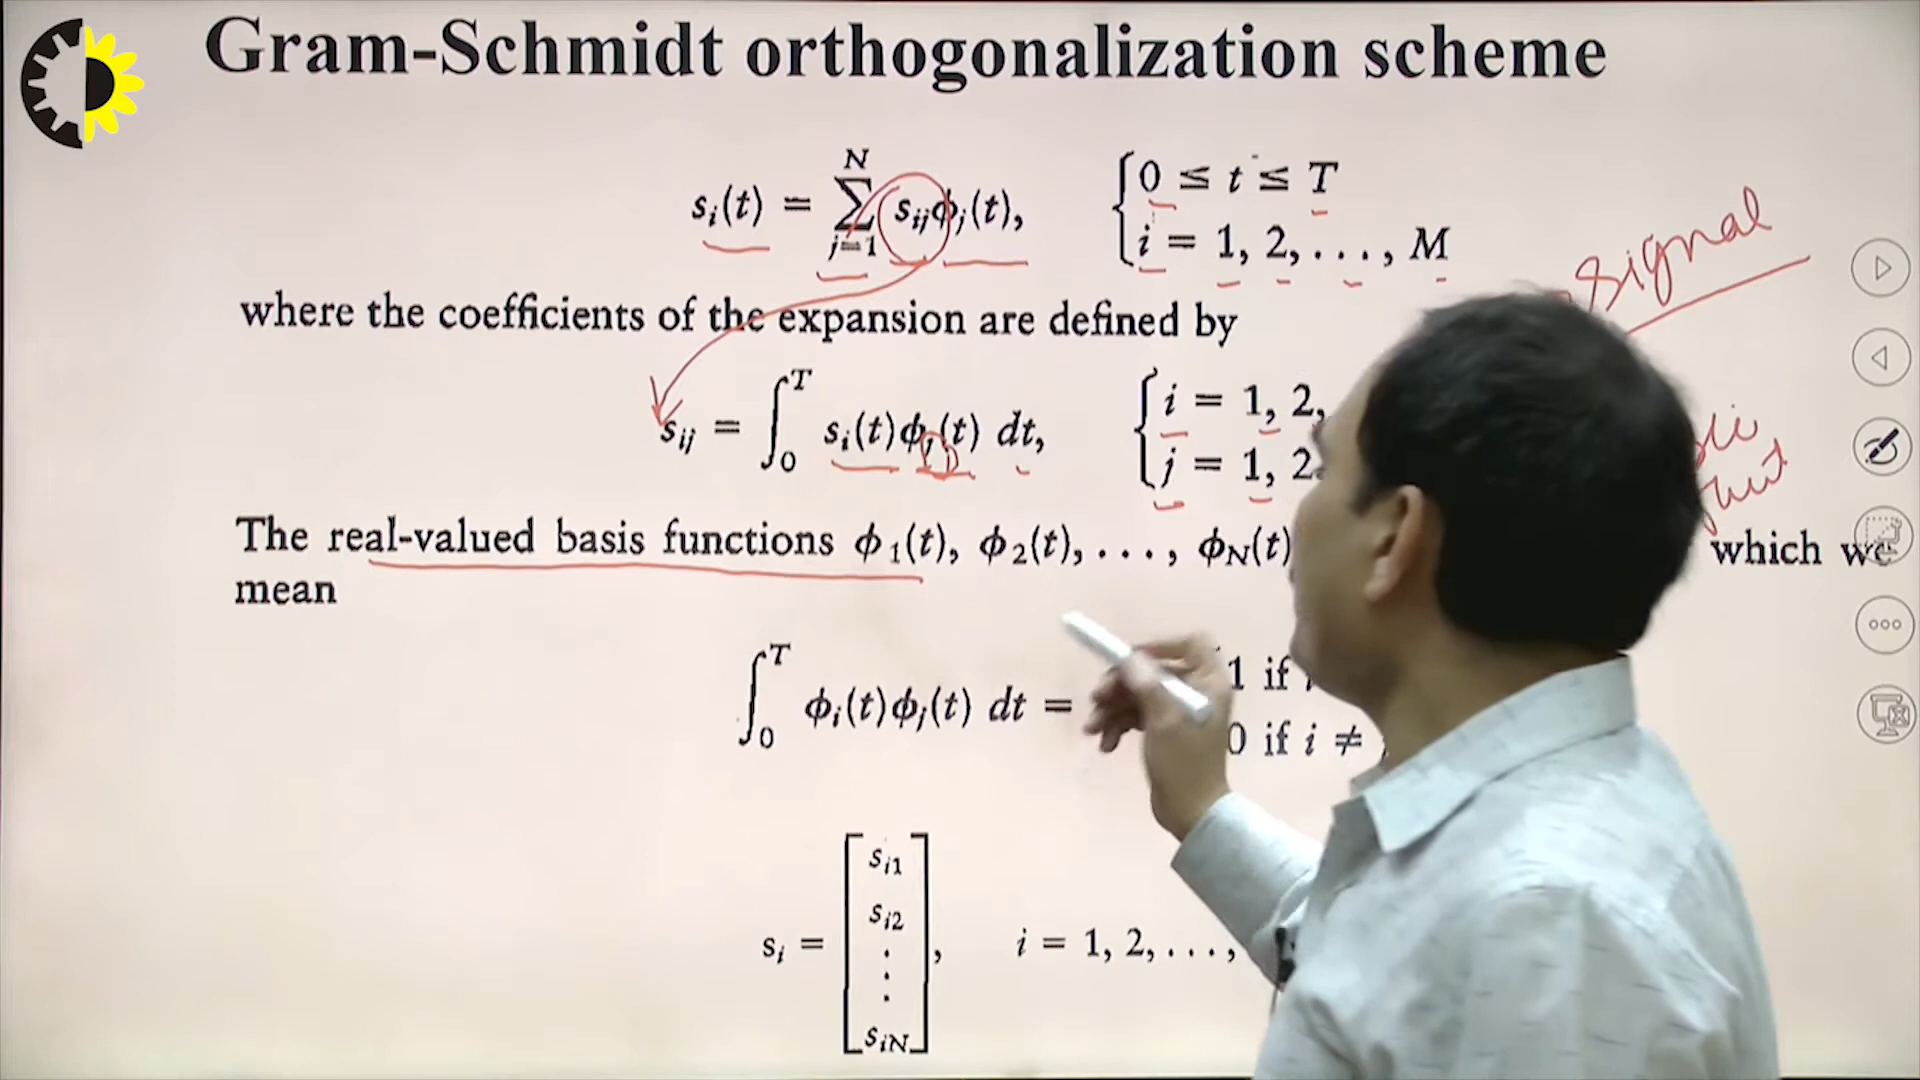 Gram-Schmidt orthogonalization scheme
s_i(t) = \sum_{j=1}^{N} s_{ij}ϕ_j(t), { 0 ≤ t ≤ T
i = 1, 2, . . . , M
signal
where the coefficients of the expansion are defined by
s_{ij} = \int_0^T s_i(t)ϕ_j(t) dt, { i = 1, 2,
j = 1, 2
The real-valued basis functions ϕ_1(t), ϕ_2(t), . . . , ϕ_N(t) which we
mean
\int_0^T ϕ_i(t)ϕ_j(t) dt = 1 if
0 if i ≠
s_i = [ s_{i1}
s_{i2}
⋮
s_{iN} ], i = 1, 2, . . . ,